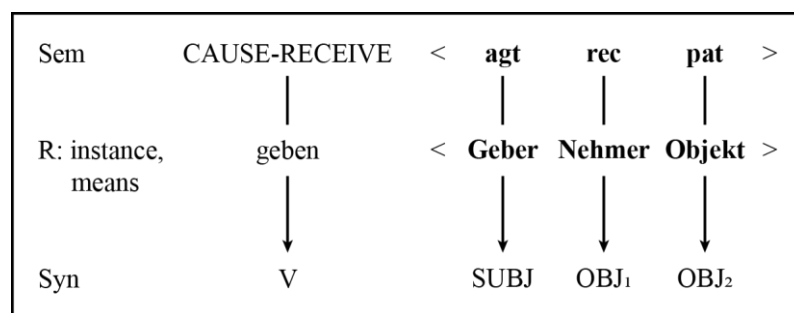 Sem CAUSE-RECEIVE < agt rec pat >
R: instance, geben < Geber Nehmer Objekt >
means
Syn V SUBJ OBJ₁ OBJ₂